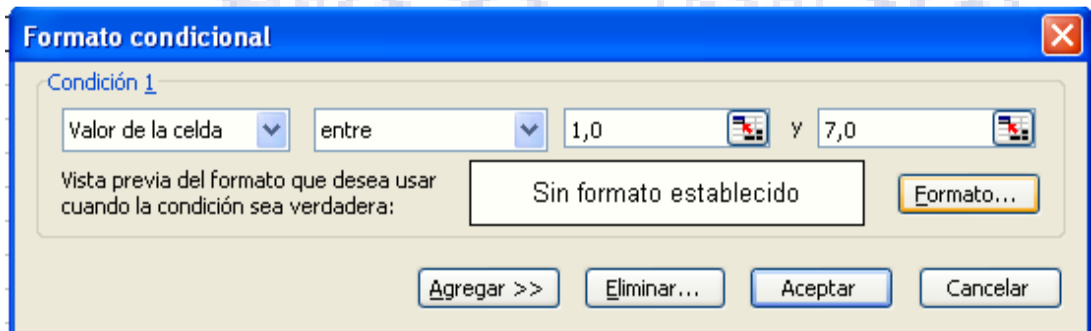 Formato condicional
Condición 1
Valor de la celda entre 1,0 y 7,0
Vista previa del formato que desea usar
cuando la condición sea verdadera:
Sin formato establecido
Formato...
Agregar >> Eliminar... Aceptar Cancelar